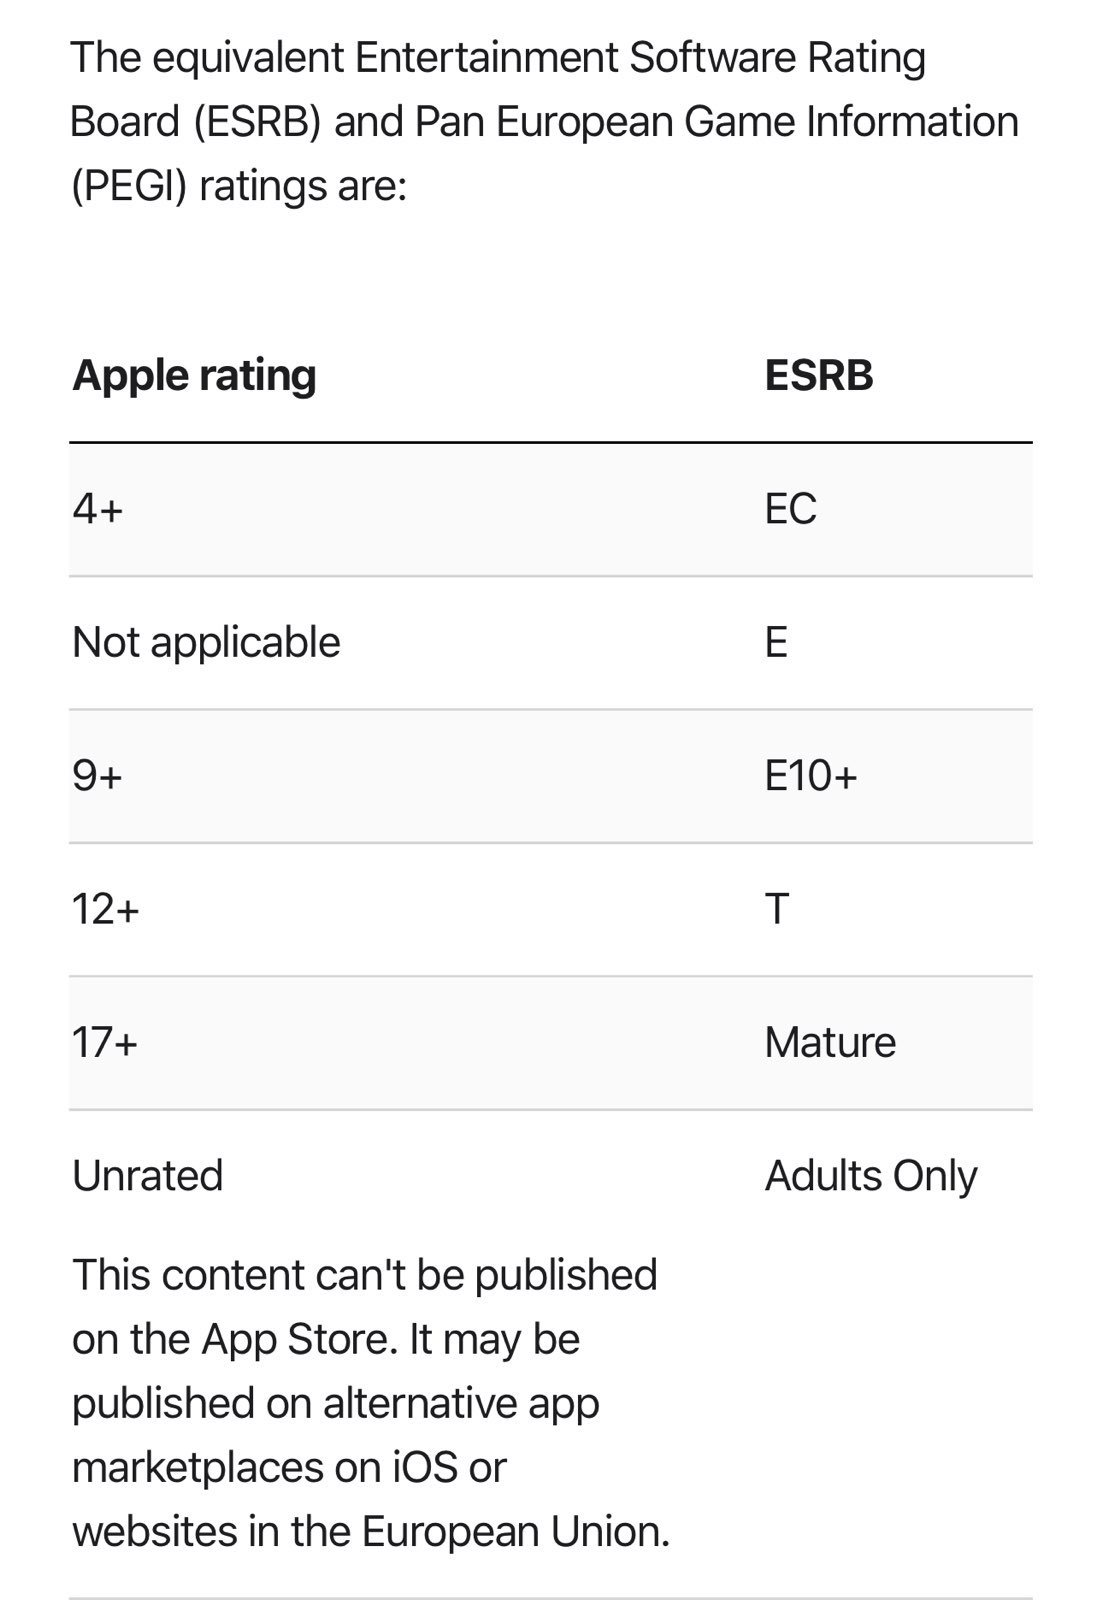 The equivalent Entertainment Software Rating
Board (ESRB) and Pan European Game Information
(PEGI) ratings are:
Apple rating ESRB
4+ EC
Not applicable E
9+ E10+
12+ T
17+ Mature
Unrated Adults Only
This content can't be published
on the App Store. It may be
published on alternative app
marketplaces on iOS or
websites in the European Union.